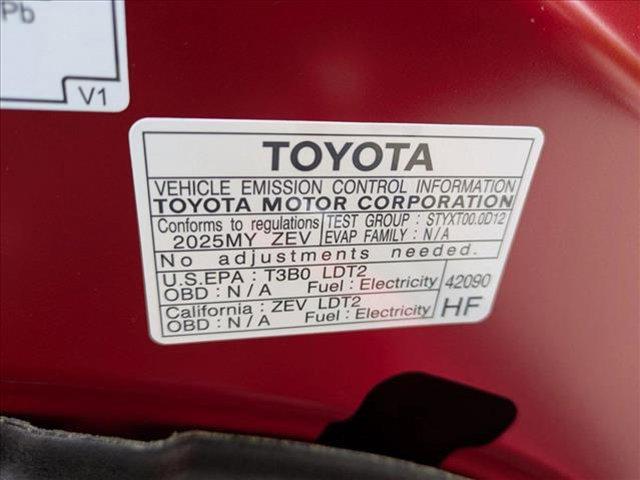 Pb
V1
TOYOTA
VEHICLE EMISSION CONTROL INFORMATION
TOYOTA MOTOR CORPORATION
Conforms to regulations TEST GROUP : STYXT00.0D12
2025MY ZEV EVAP FAMILY : N/A
No adjustments needed.
U.S.EPA : T3B0 LDT2 42090
OBD : N/A Fuel : Electricity
California : ZEV LDT2 HF
OBD : N/A Fuel : Electricity